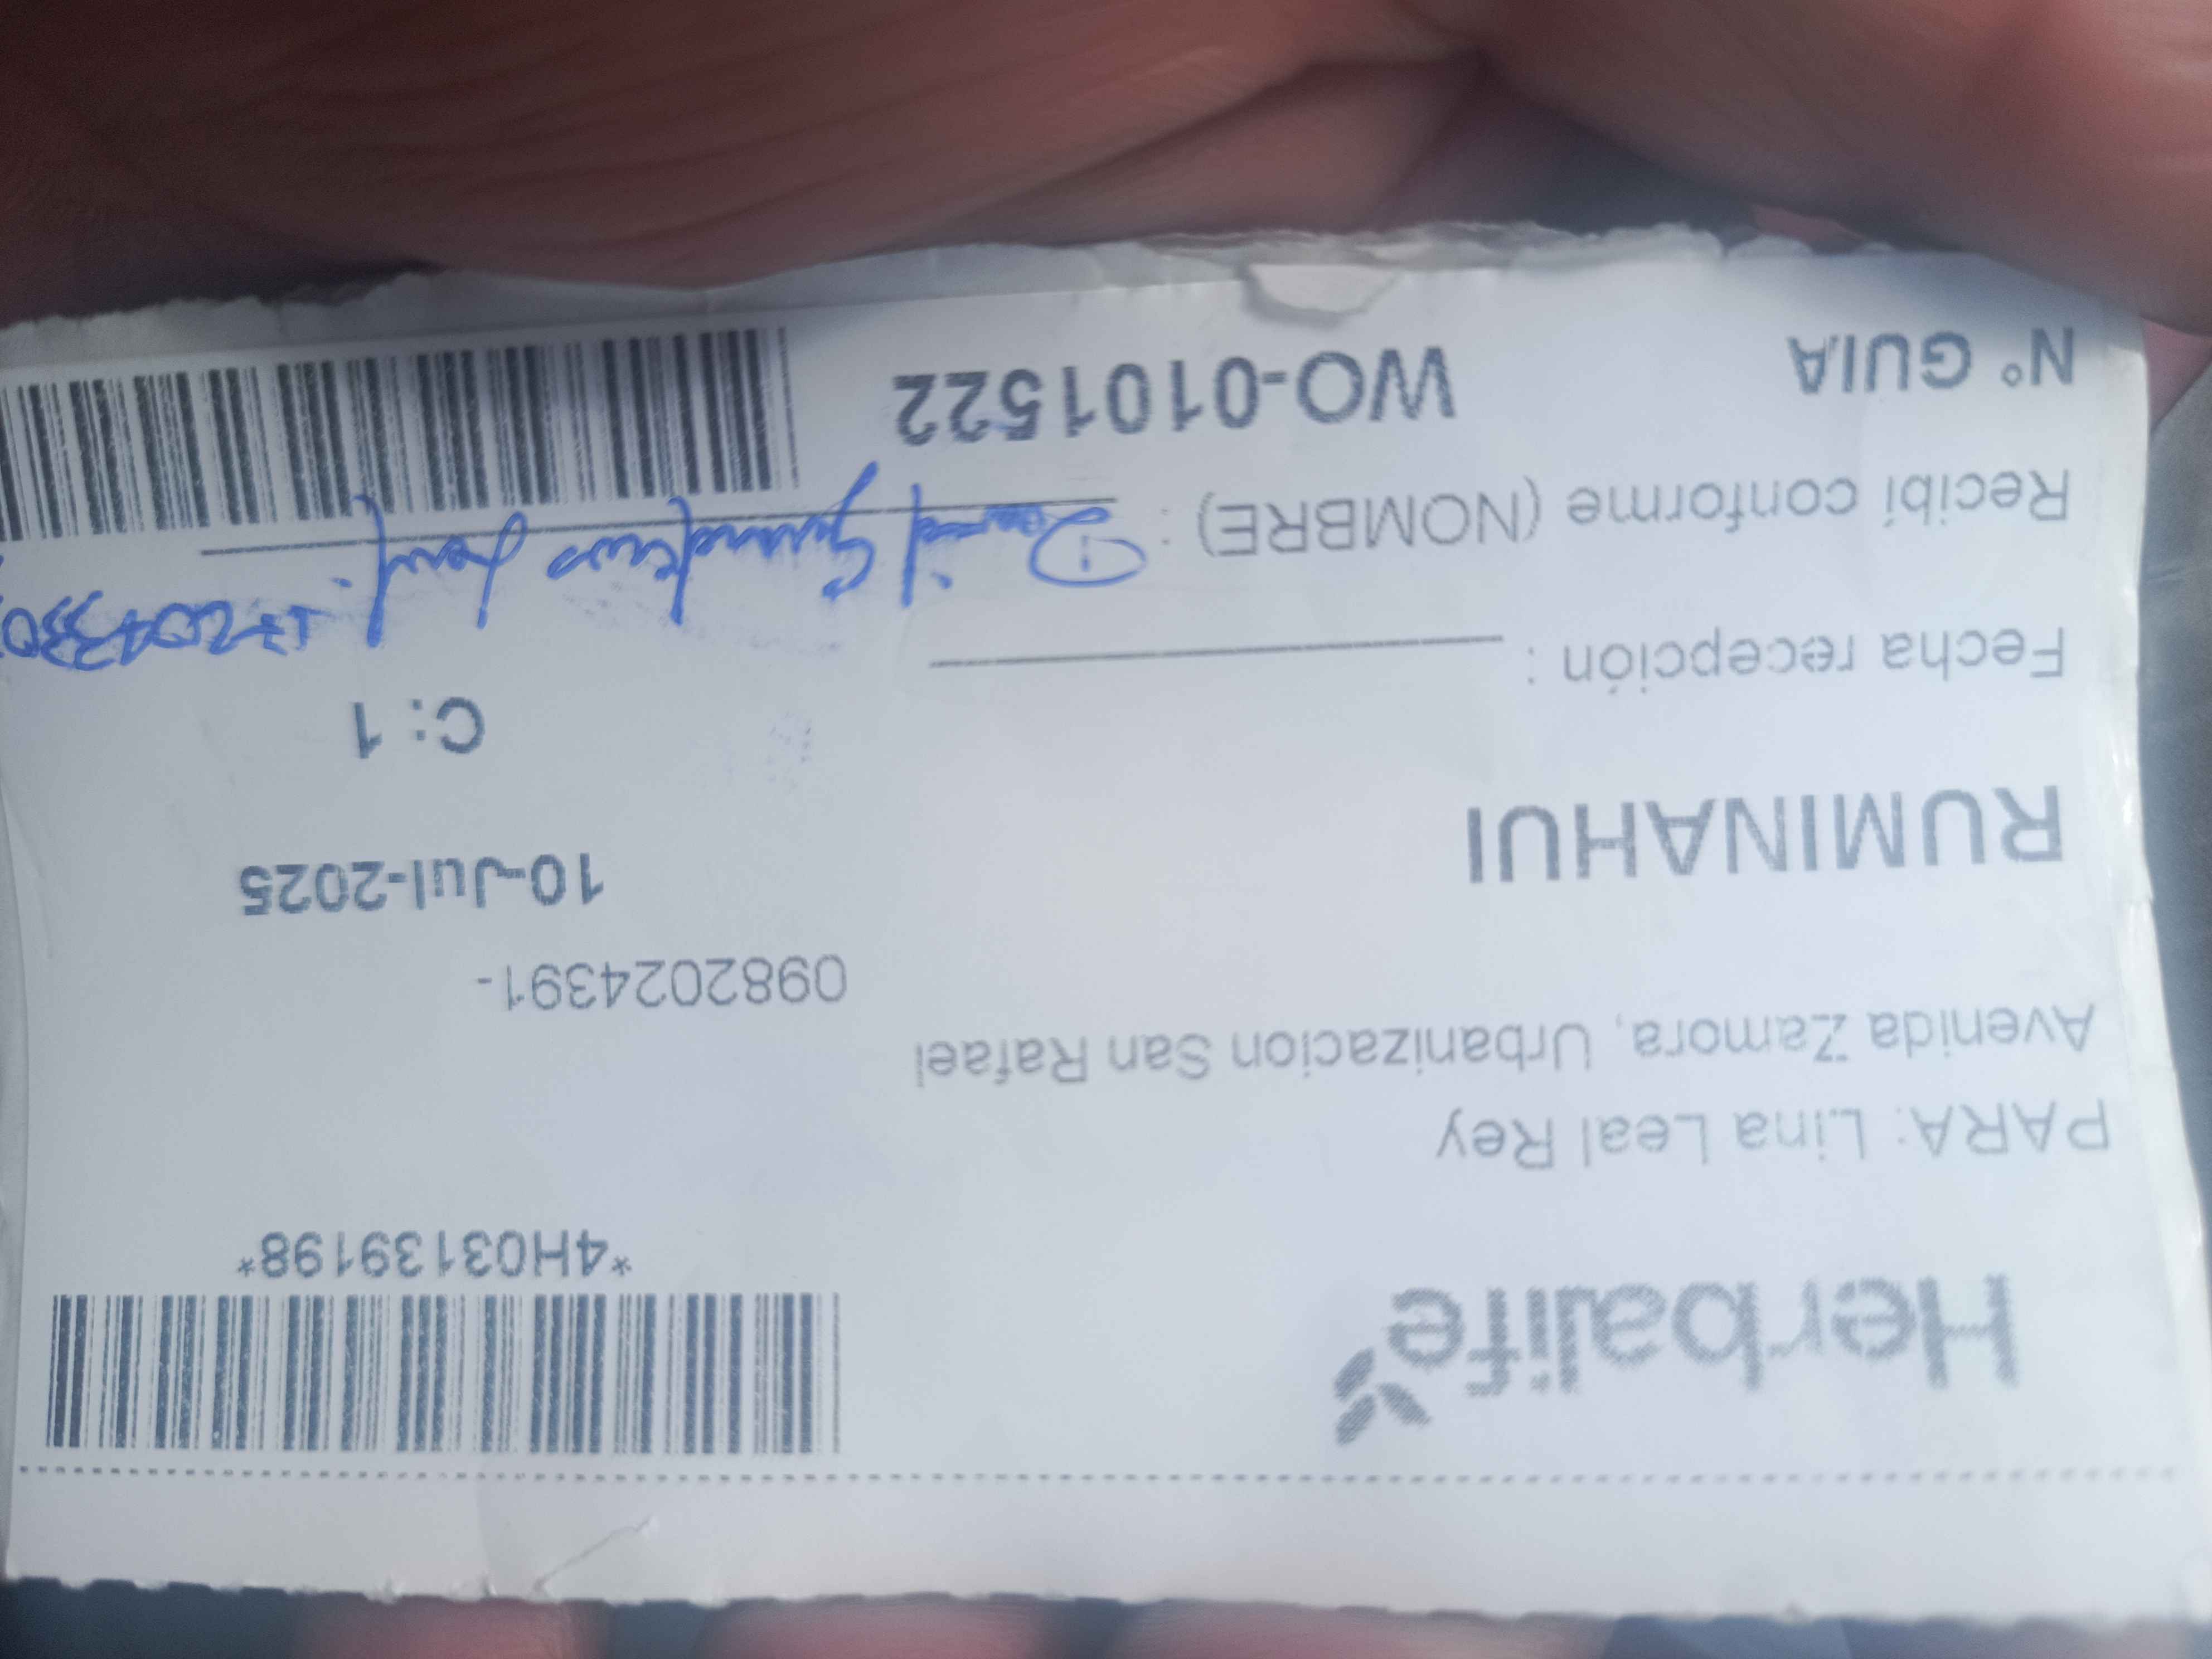 Herbalife
*4H03139198*
PARA: Lina Leal Rey
Avenida Zamora, Urbanizacion San Rafael
0982024391-
RUMINAHUI
10-Jul-2025
C: 1
Fecha recepción :
Recibí conforme (NOMBRE) : David
N° GUIA WO-0101522